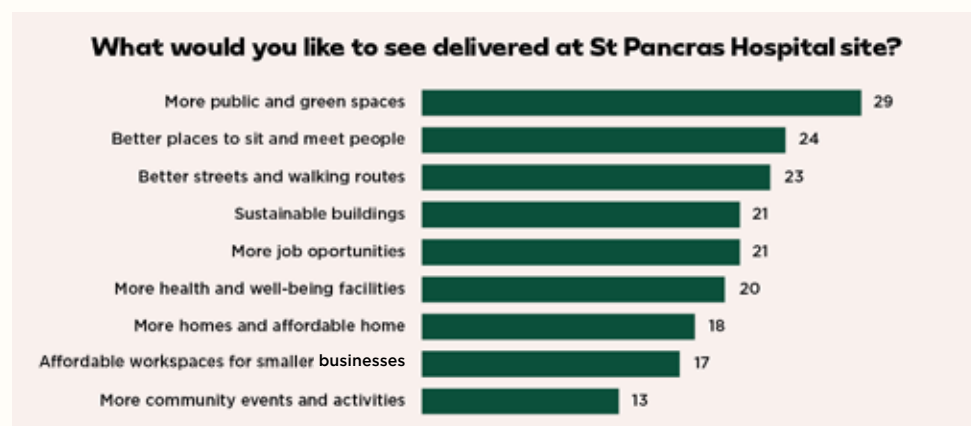 What would you like to see delivered at St Pancras Hospital site?
More public and green spaces 29
Better places to sit and meet people 24
Better streets and walking routes 23
Sustainable buildings 21
More job oportunities 21
More health and well-being facilities 20
More homes and affordable home 18
Affordable workspaces for smaller businesses 17
More community events and activities 13